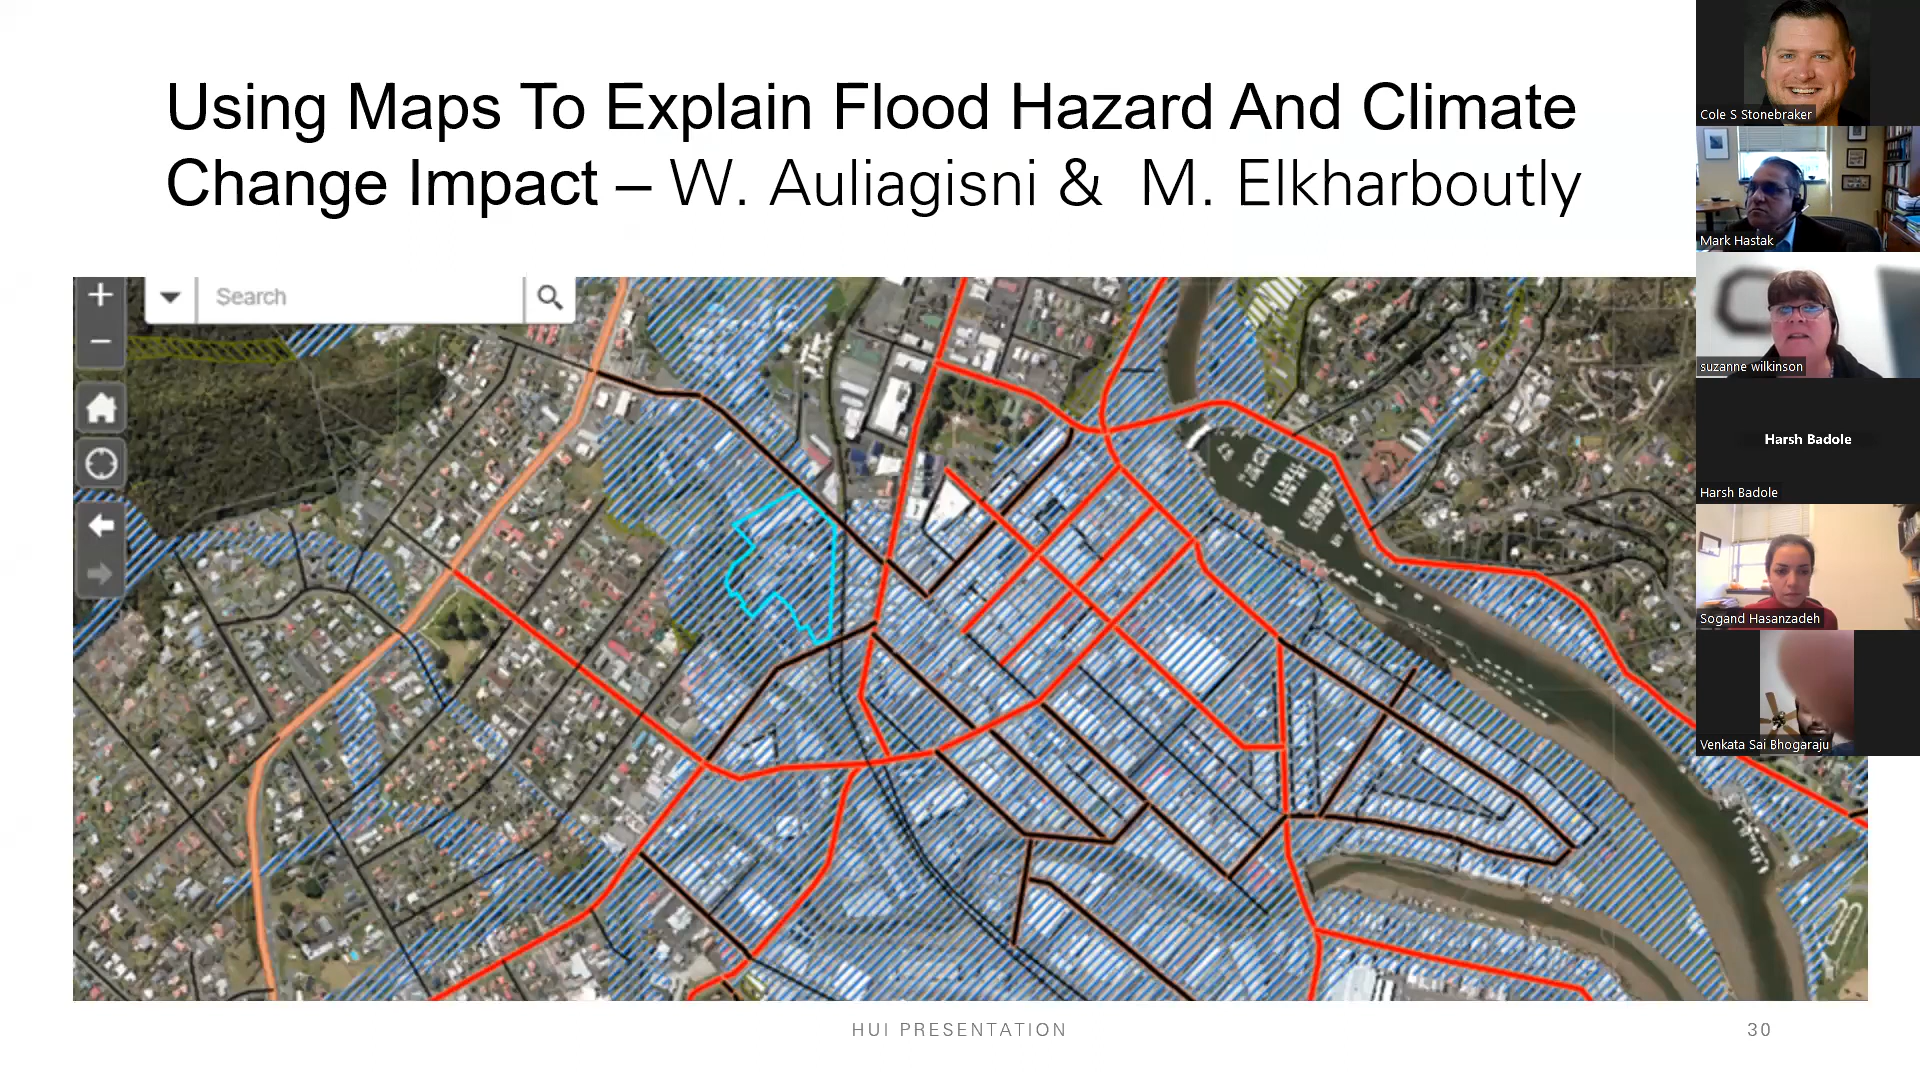 Using Maps To Explain Flood Hazard And Climate
Change Impact – W. Auliagisni & M. Elkharboutly
Search
HUI PRESENTATION
30
Cole S Stonebraker
Mark Hastak
suzanne wilkinson
Harsh Badole
Harsh Badole
Sogand Hasanzadeh
Venkata Sai Bhogaraju